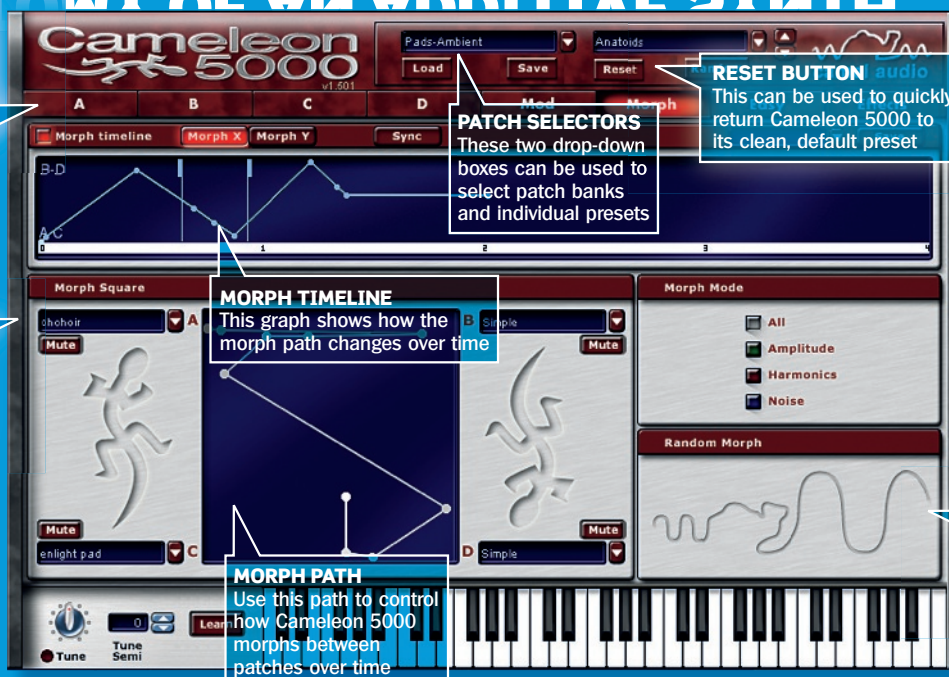 Cameleon
5000
v1.501
Pads-Ambient
Anatoids
Load
Save
Reset
audio
A
B
C
D
Mod
Morph
RESET BUTTON
This can be used to quickly
return Cameleon 5000 to
its clean, default preset
PATCH SELECTORS
These two drop-down
boxes can be used to
select patch banks
and individual presets
Morph timeline
Morph X
Morph Y
Sync
B-D
A-C
0
1
2
3
4
Morph Square
MORPH TIMELINE
This graph shows how the
morph path changes over time
ohchoir
A
B
Simple
Mute
Mute
Mute
Mute
enlight pad
C
D
Simple
MORPH PATH
Use this path to control
how Cameleon 5000
morphs between
patches over time
Morph Mode
All
Amplitude
Harmonics
Noise
Random Morph
Tune
0
Tune
Semi
Learn